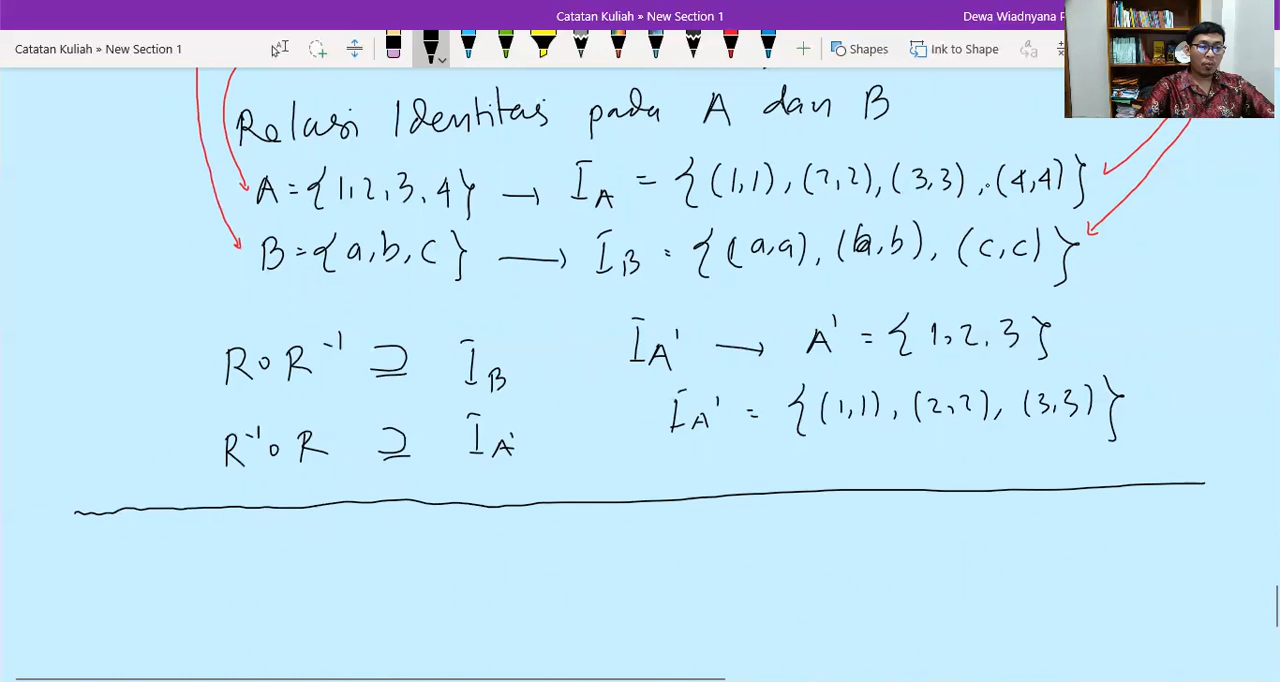 Catatan Kuliah » New Section 1
Dewa Wiadnyana P
Catatan Kuliah » New Section 1
Shapes
Ink to Shape
Relasi Identitas pada A dan B
A = {1, 2, 3, 4} → I_A = {(1,1), (2,2), (3,3), (4,4)}
B = {a, b, c} → I_B = {(a,a), (b,b), (c,c)}
R∘R⁻¹ ⊇ I_B
I_A' → A' = {1, 2, 3}
R⁻¹∘R ⊇ I_A'
I_A' = {(1,1), (2,2), (3,3)}